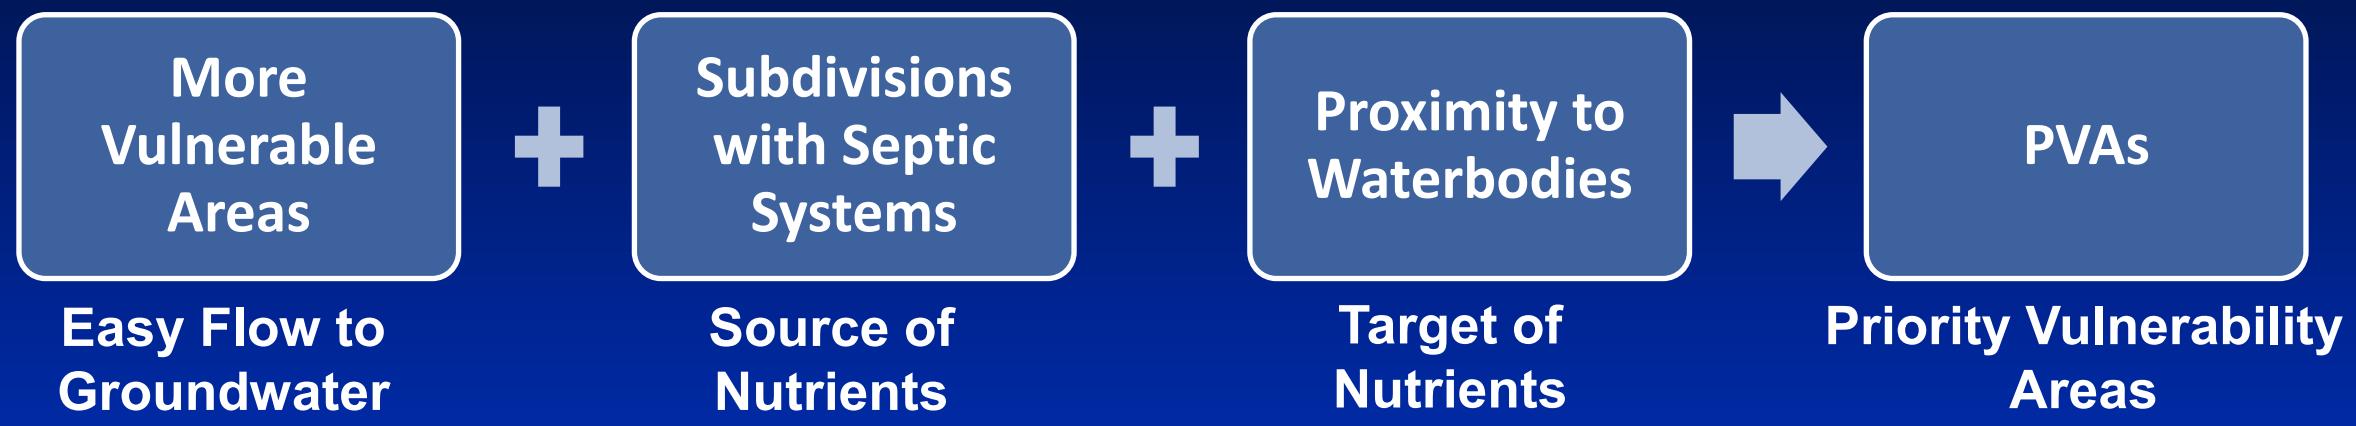 More
Vulnerable
Areas
Easy Flow to
Groundwater
Subdivisions
with Septic
Systems
Source of
Nutrients
Proximity to
Waterbodies
Target of
Nutrients
PVAs
Priority Vulnerability
Areas